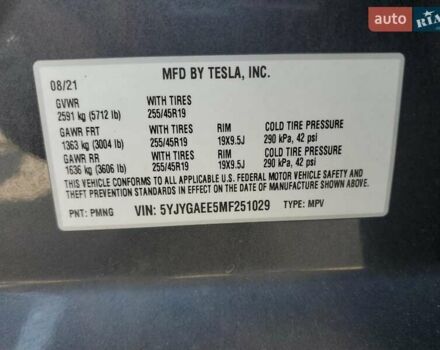 AUTO
RIA
MFD BY TESLA, INC.
08/21
GVWR WITH TIRES
2591 kg (5712 lb) 255/45R19
GAWR FRT WITH TIRES RIM COLD TIRE PRESSURE
1363 kg (3004 lb) 255/45R19 19X9.5J 290 kPa, 42 psi
GAWR RR WITH TIRES RIM COLD TIRE PRESSURE
1636 kg (3606 lb) 255/45R19 19X9.5J 290 kPa, 42 psi
THIS VEHICLE CONFORMS TO ALL APPLICABLE FEDERAL MOTOR VEHICLE SAFETY AND
THEFT PREVENTION STANDARDS IN EFFECT ON THE DATE OF MANUFACTURE SHOWN ABOVE.
PNT: PMNG VIN: 5YJYGAEE5MF251029 TYPE: MPV